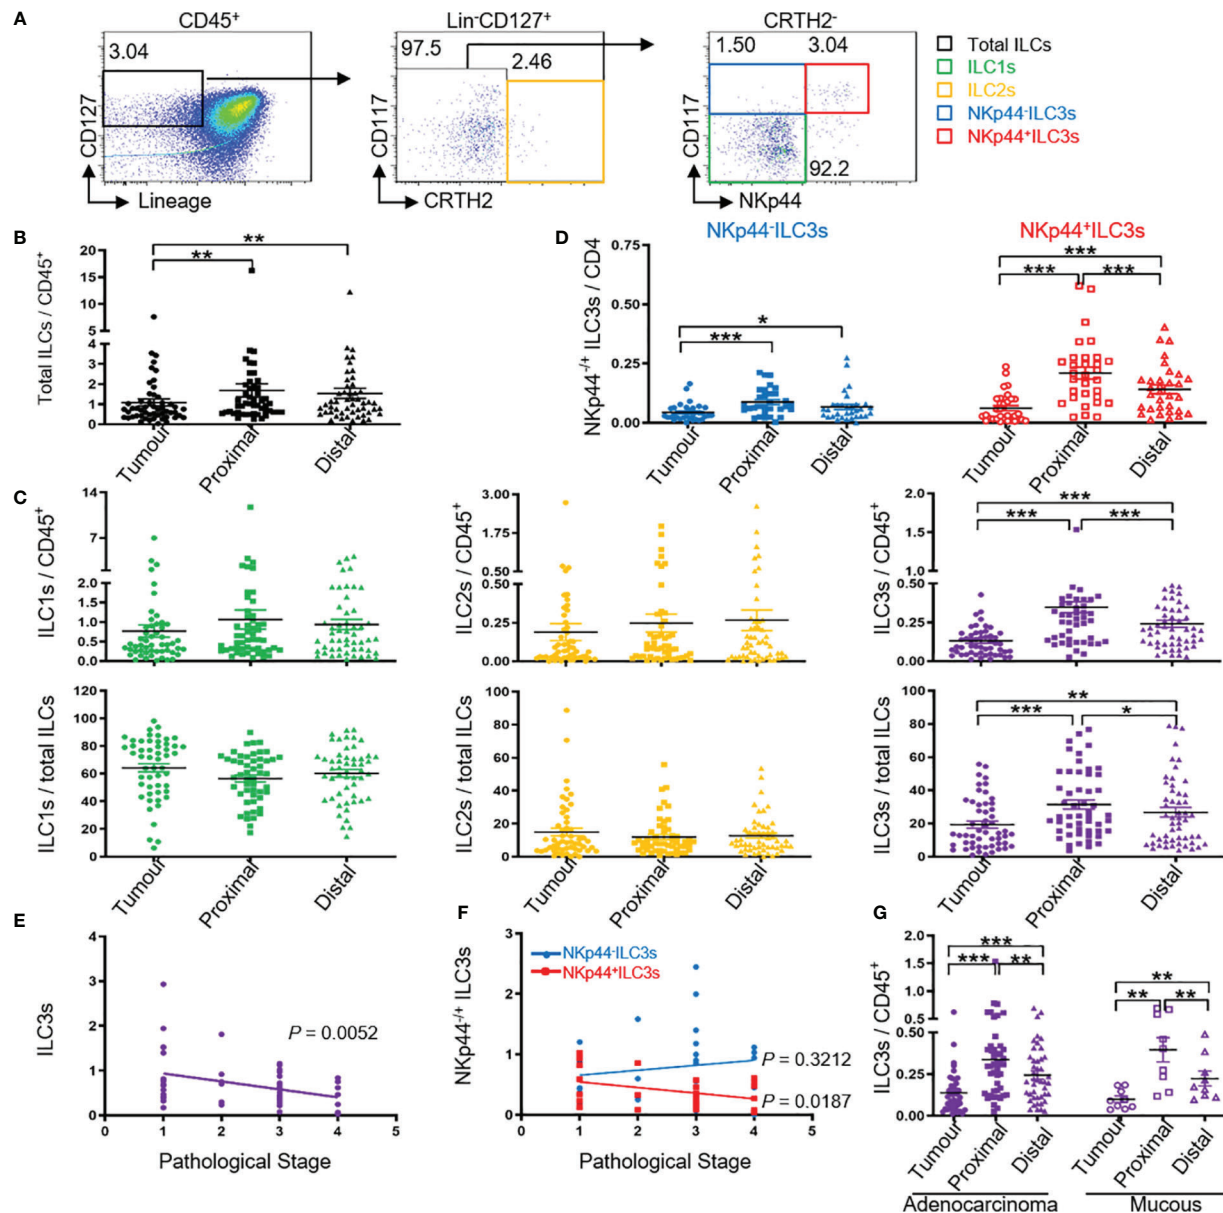 A
CD45+
3.04
CD127
Lineage
Lin-CD127+
97.5
2.46
CD117
CRTH2
CRTH2-
1.50
3.04
92.2
CD117
NKp44
Total ILCs
ILC1s
ILC2s
NKp44-ILC3s
NKp44+ILC3s
B
Total ILCs / CD45+
20
15
10
5
4
3
2
1
0
**
**
Tumour
Proximal
Distal
D
NKp44-/+ ILC3s / CD4
0.75
0.50
0.25
0.00
NKp44-ILC3s
NKp44+ILC3s
*
***
***
***
***
Tumour
Proximal
Distal
Tumour
Proximal
Distal
C
ILC1s / CD45+
14
7
2.0
1.5
1.0
0.5
0.0
ILC2s / CD45+
3.00
1.75
0.50
0.50
0.25
0.00
ILC3s / CD45+
2.0
1.5
1.0
0.50
0.25
0.00
***
***
***
ILC1s / total ILCs
120
100
80
60
40
20
0
Tumour
Proximal
Distal
ILC2s / total ILCs
100
80
60
40
20
0
Tumour
Proximal
Distal
ILC3s / total ILCs
100
80
60
40
20
0
**
***
*
Tumour
Proximal
Distal
E
ILC3s
4
3
2
1
0
P = 0.0052
0
1
2
3
4
5
Pathological Stage
F
NKp44-/+ ILC3s
3
2
1
0
NKp44-ILC3s
NKp44+ILC3s
P = 0.3212
P = 0.0187
0
1
2
3
4
5
Pathological Stage
G
ILC3s / CD45+
2.0
1.5
1.0
0.5
0.50
0.25
0.00
***
***
**
**
**
**
Tumour
Proximal
Distal
Tumour
Proximal
Distal
Adenocarcinoma
Mucous